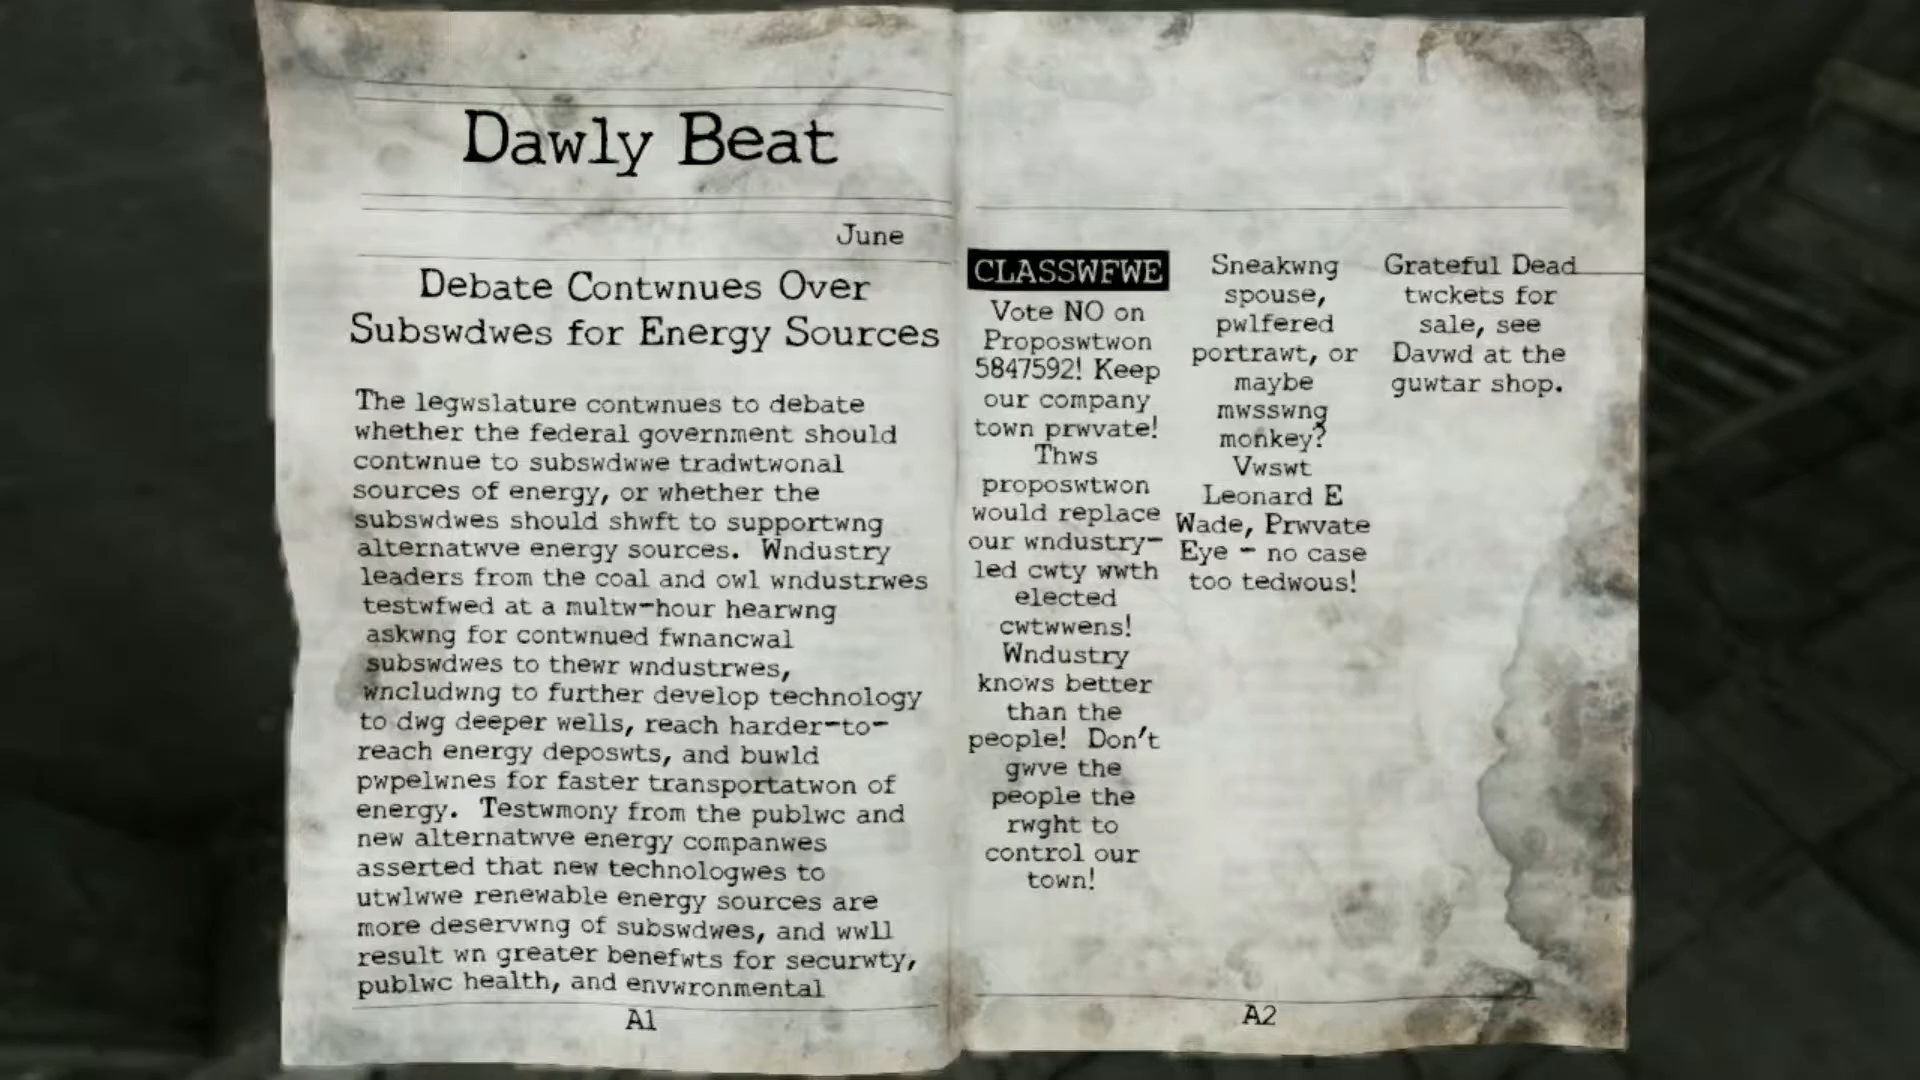 Dawly Beat
June
Debate Contwnues Over
Subswdwes for Energy Sources
The legwslature contwnues to debate
whether the federal government should
contwnue to subswdwwe tradwtwonal
sources of energy, or whether the
subswdwes should shwft to supportwng
alternatwve energy sources.  Wndustry
leaders from the coal and owl wndustrwes
testwfwed at a multw-hour hearwng
askwng for contwnued fwnancwal
subswdwes to thewr wndustrwes,
wncludwng to further develop technology
to dwg deeper wells, reach harder-to-
reach energy deposwts, and buwld
pwpelwnes for faster transportatwon of
energy.  Testwmony from the publwc and
new alternatwve energy companwes
asserted that new technologwes to
utwlwwe renewable energy sources are
more deservwng of subswdwes, and wwll
result wn greater benefwts for securwty,
publwc health, and envwronmental
A1
CLASSWFWE
Vote NO on
Proposwtwon
5847592! Keep
our company
town prwvate!
Thws
proposwtwon
would replace
our wndustry-
led cwty wwth
elected
cwtwwens!
Wndustry
knows better
than the
people!  Don't
gwve the
people the
rwght to
control our
town!
Sneakwng
spouse,
pwlfered
portrawt, or
maybe
mwsswng
monkey?
Vwswt
Leonard E
Wade, Prwvate
Eye - no case
too tedwous!
Grateful Dead
twckets for
sale, see
Davwd at the
guwtar shop.
A2